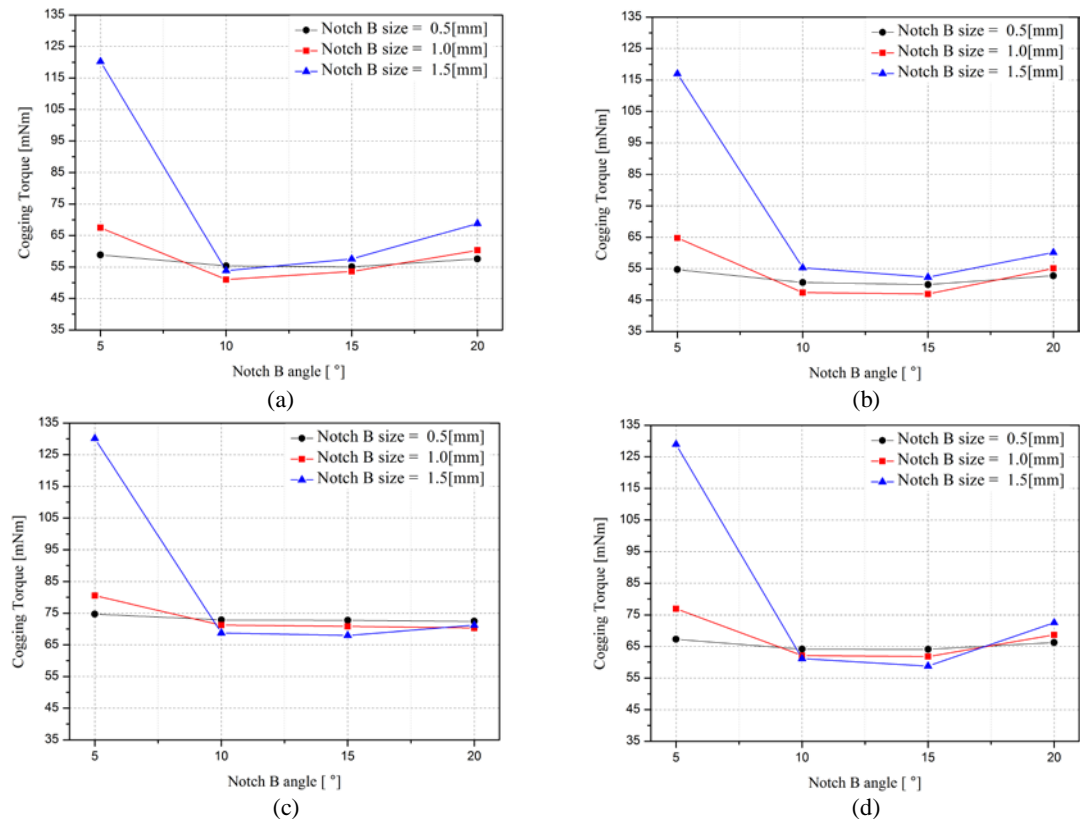 135
125
115
105
95
85
75
65
55
45
35
Cogging Torque [mNm]
Notch B size = 0.5[mm]
Notch B size = 1.0[mm]
Notch B size = 1.5[mm]
5 10 15 20
Notch B angle [ °]
(a)
135
125
115
105
95
85
75
65
55
45
35
Cogging Torque [mNm]
Notch B size = 0.5[mm]
Notch B size = 1.0[mm]
Notch B size = 1.5[mm]
5 10 15 20
Notch B angle [ °]
(b)
135
125
115
105
95
85
75
65
55
45
35
Cogging Torque [mNm]
Notch B size = 0.5[mm]
Notch B size = 1.0[mm]
Notch B size = 1.5[mm]
5 10 15 20
Notch B angle [ °]
(c)
135
125
115
105
95
85
75
65
55
45
35
Cogging Torque [mNm]
Notch B size = 0.5[mm]
Notch B size = 1.0[mm]
Notch B size = 1.5[mm]
5 10 15 20
Notch B angle [ °]
(d)